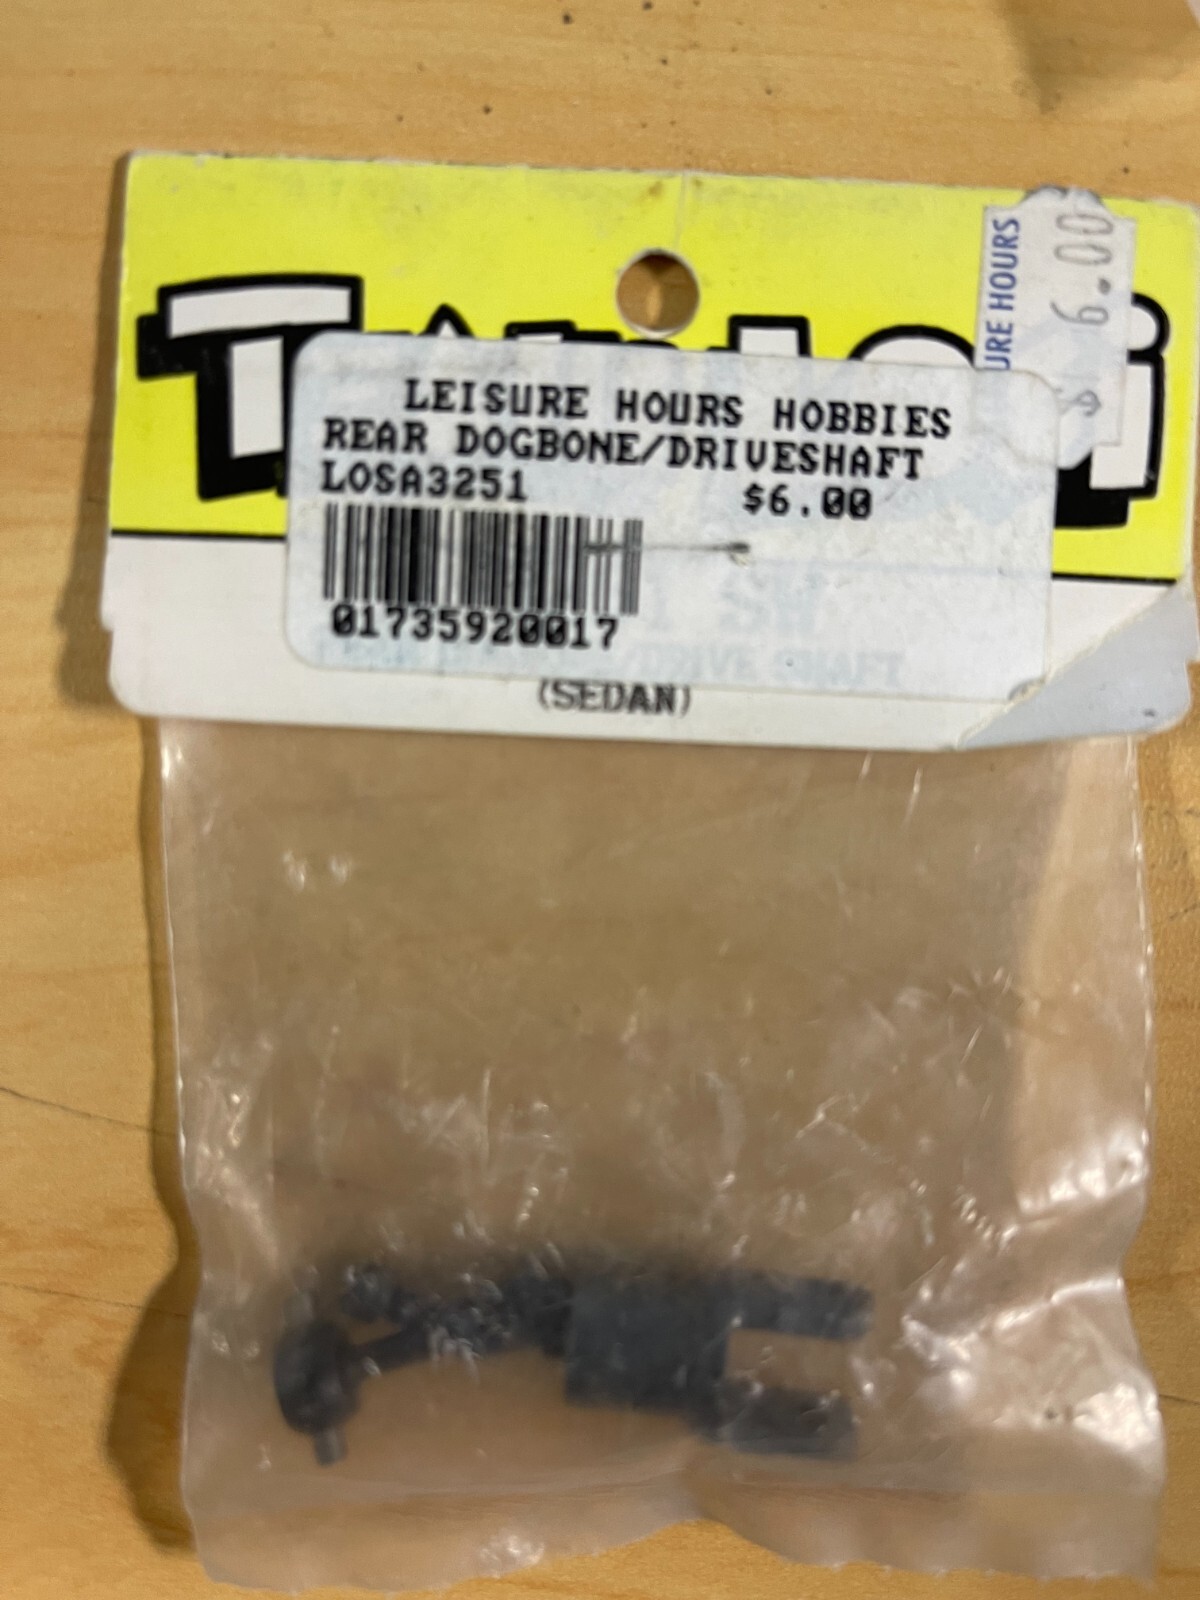 URE HOURS
$ 6.00
LEISURE HOURS HOBBIES
REAR DOGBONE/DRIVESHAFT
LOSA3251 $6.00
01735920017
(SEDAN)